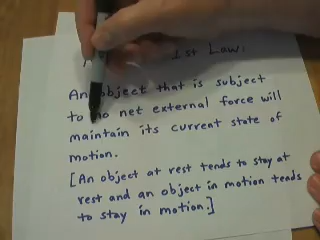 1st Law:
An object that is subject
to no net external force will
maintain its current state of
motion.
[An object at rest tends to stay at
rest and an object in motion tends
to stay in motion.]